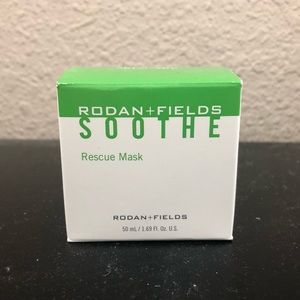 RODAN+FIELDS
SOOTHE
Rescue Mask
RODAN+FIELDS
50 mL / 1.69 fl. Oz. U.S.